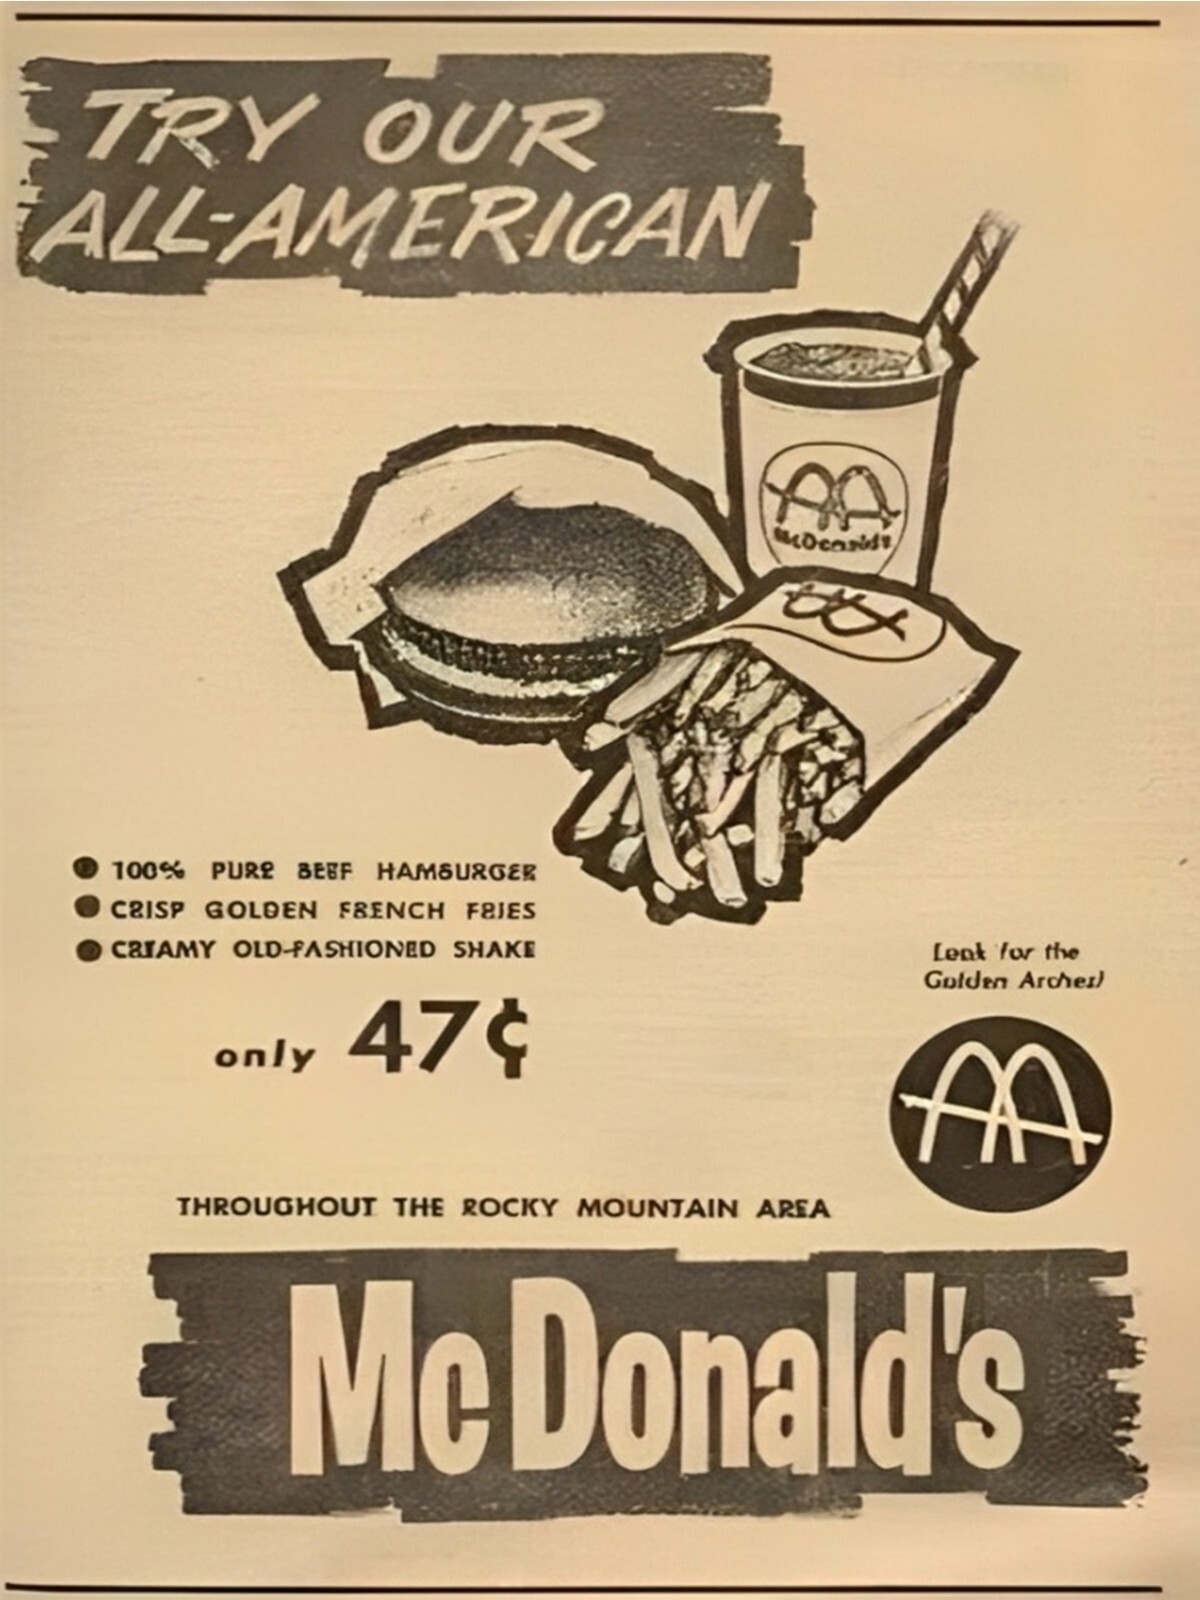 TRY OUR
ALL-AMERICAN
McDonald's
100% PURE BEEF HAMBURGER
CRISP GOLDEN FRENCH FRIES
CREAMY OLD-FASHIONED SHAKE
only 47¢
Look for the
Golden Arches!
THROUGHOUT THE ROCKY MOUNTAIN AREA
McDonald's